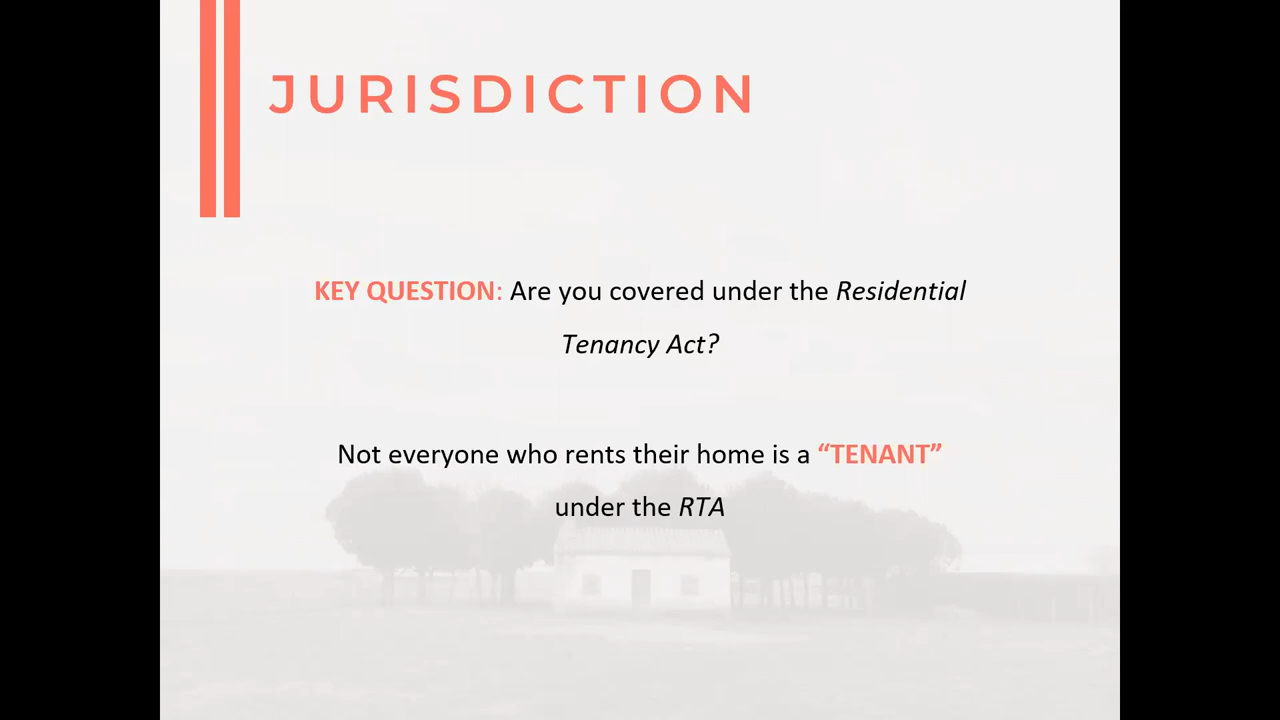 JURISDICTION
KEY QUESTION: Are you covered under the Residential
Tenancy Act?
Not everyone who rents their home is a “TENANT”
under the RTA